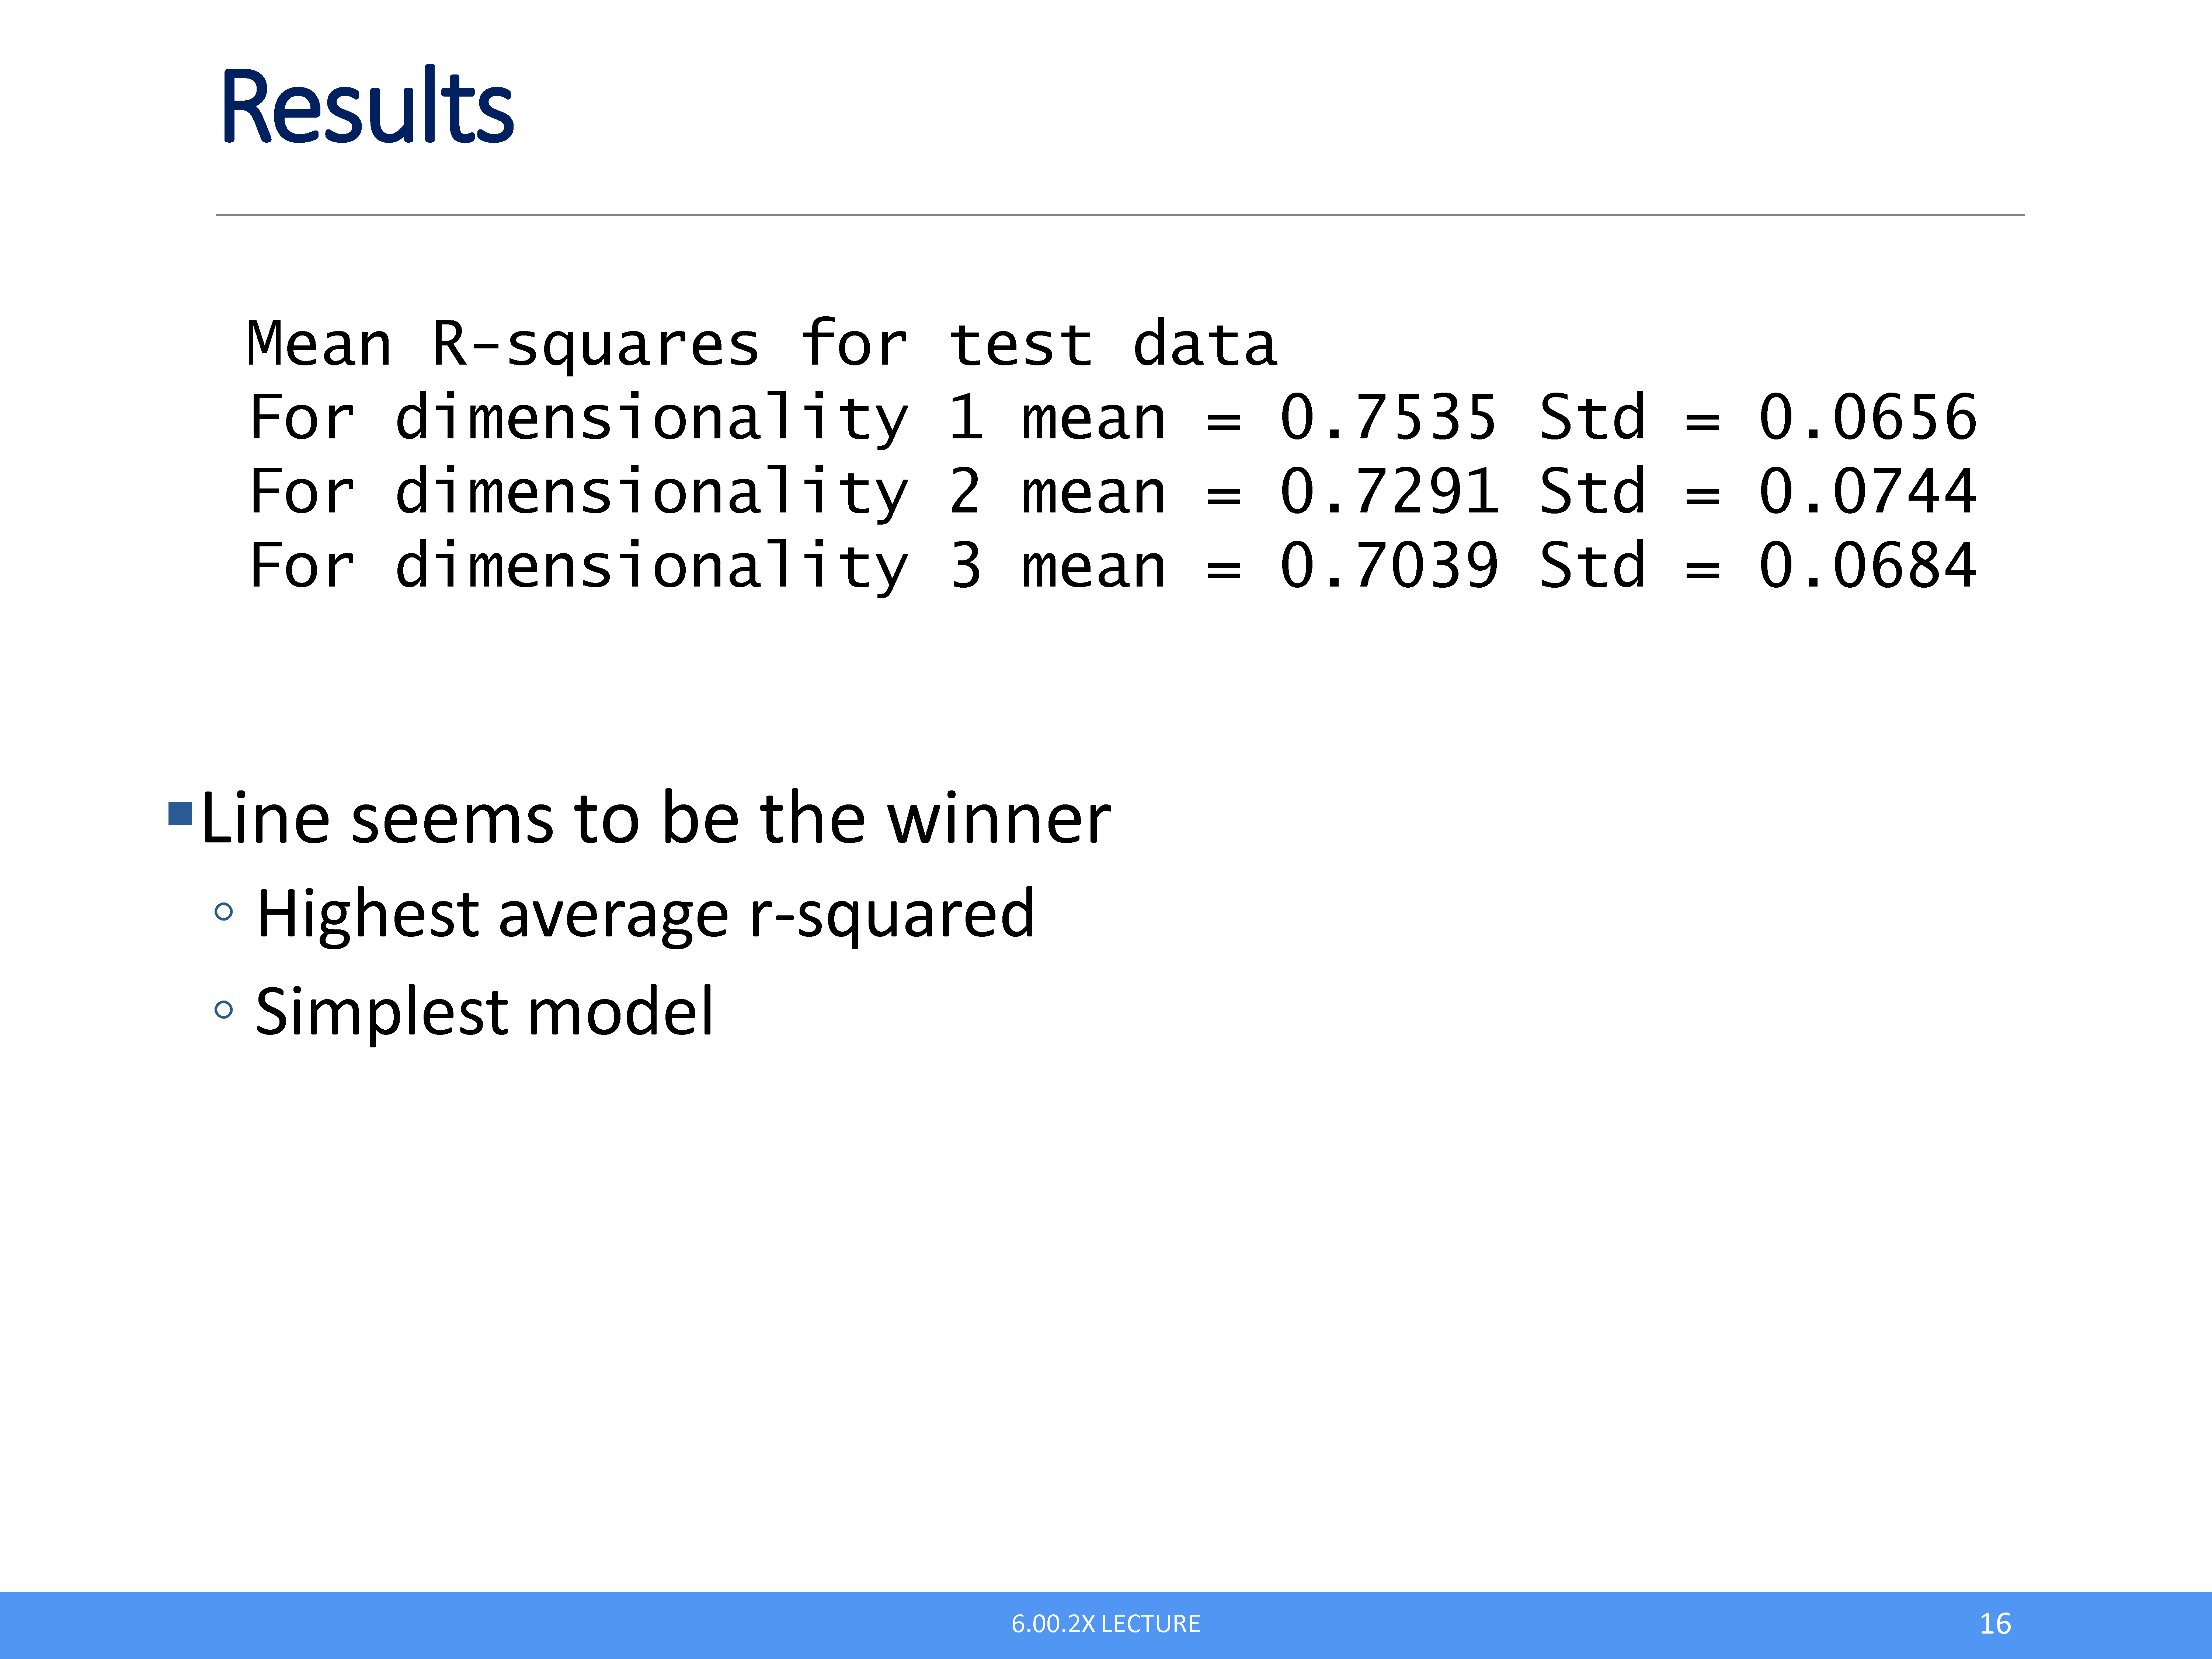 Results
Mean R-squares for test data
For dimensionality 1 mean = 0.7535 Std = 0.0656
For dimensionality 2 mean = 0.7291 Std = 0.0744
For dimensionality 3 mean = 0.7039 Std = 0.0684
▪Line seems to be the winner
◦ Highest average r-squared
◦ Simplest model
6.00.2X LECTURE
16